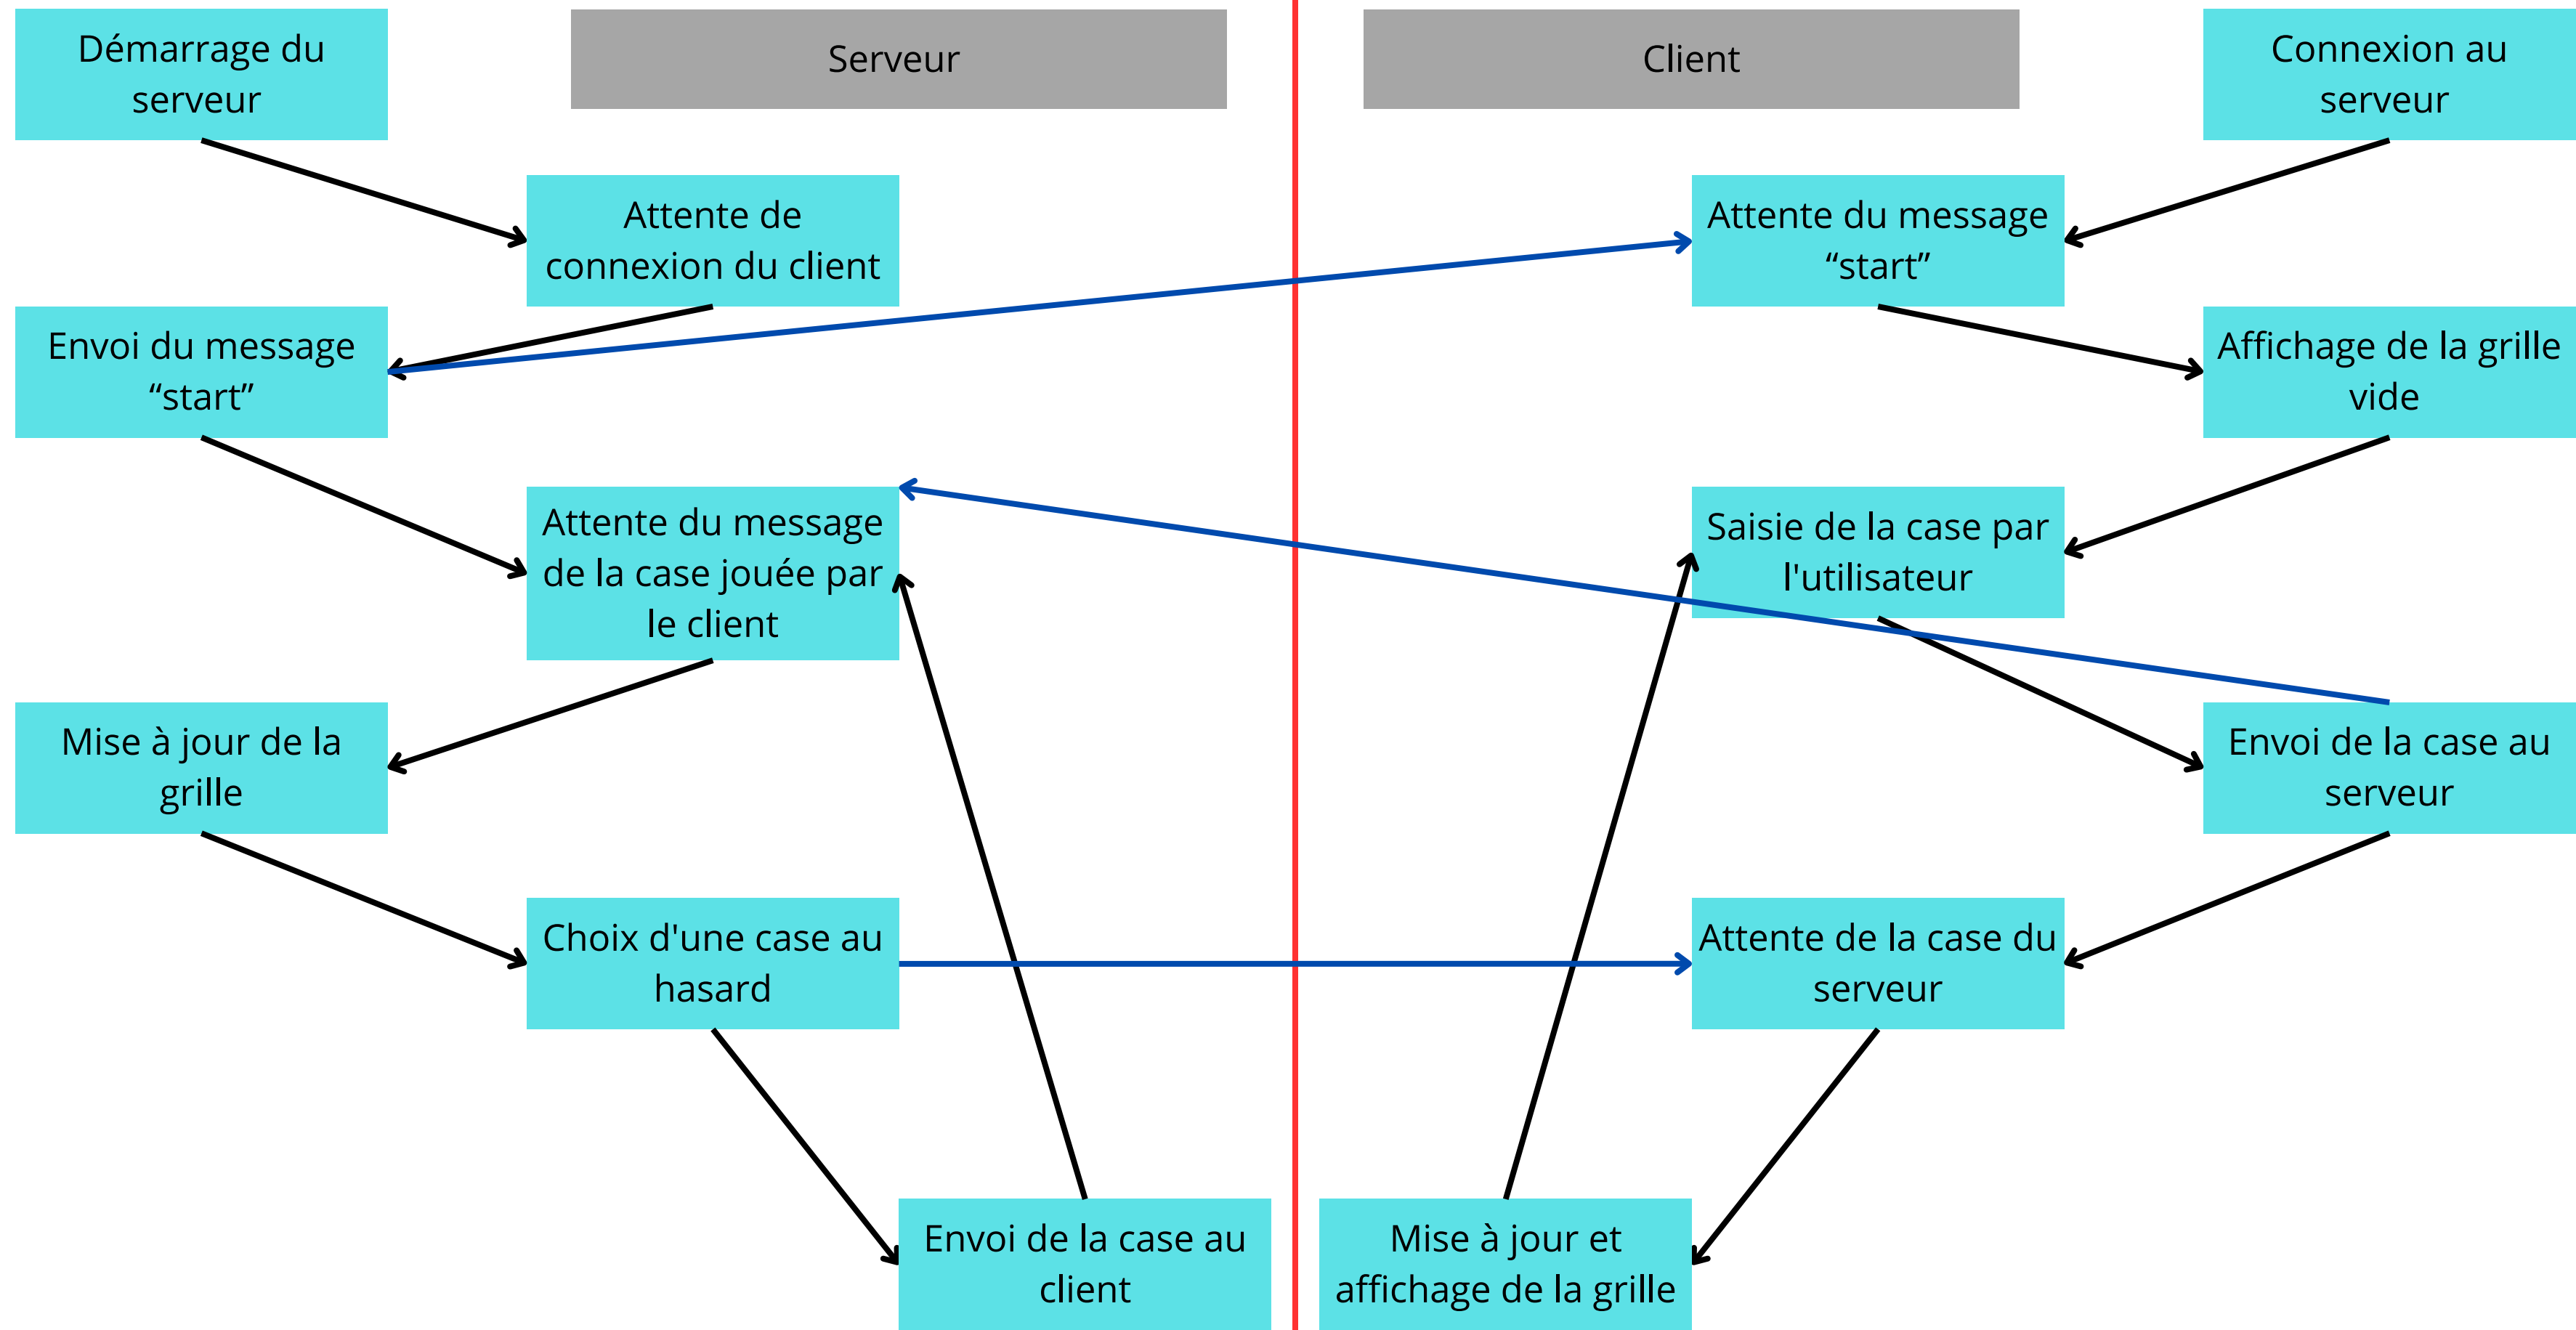 Démarrage du
serveur
Serveur
Client
Connexion au
serveur
Attente de
connexion du client
Attente du message
“start”
Envoi du message
“start”
Affichage de la grille
vide
Attente du message
de la case jouée par
le client
Saisie de la case par
l'utilisateur
Mise à jour de la
grille
Envoi de la case au
serveur
Choix d'une case au
hasard
Attente de la case du
serveur
Envoi de la case au
client
Mise à jour et
affichage de la grille